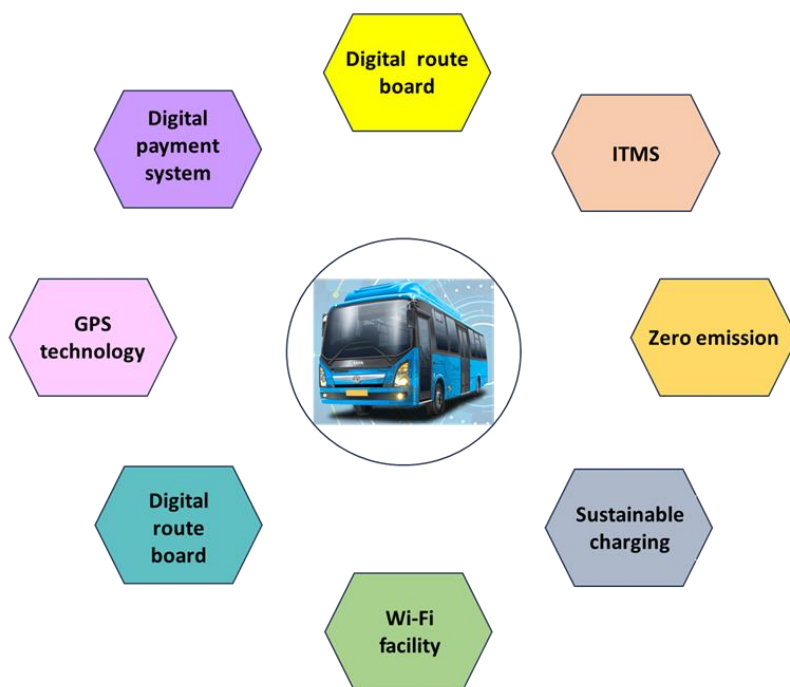 Digital route
board
Digital
payment
system
ITMS
GPS
technology
Zero emission
Digital
route
board
Sustainable
charging
Wi-Fi
facility